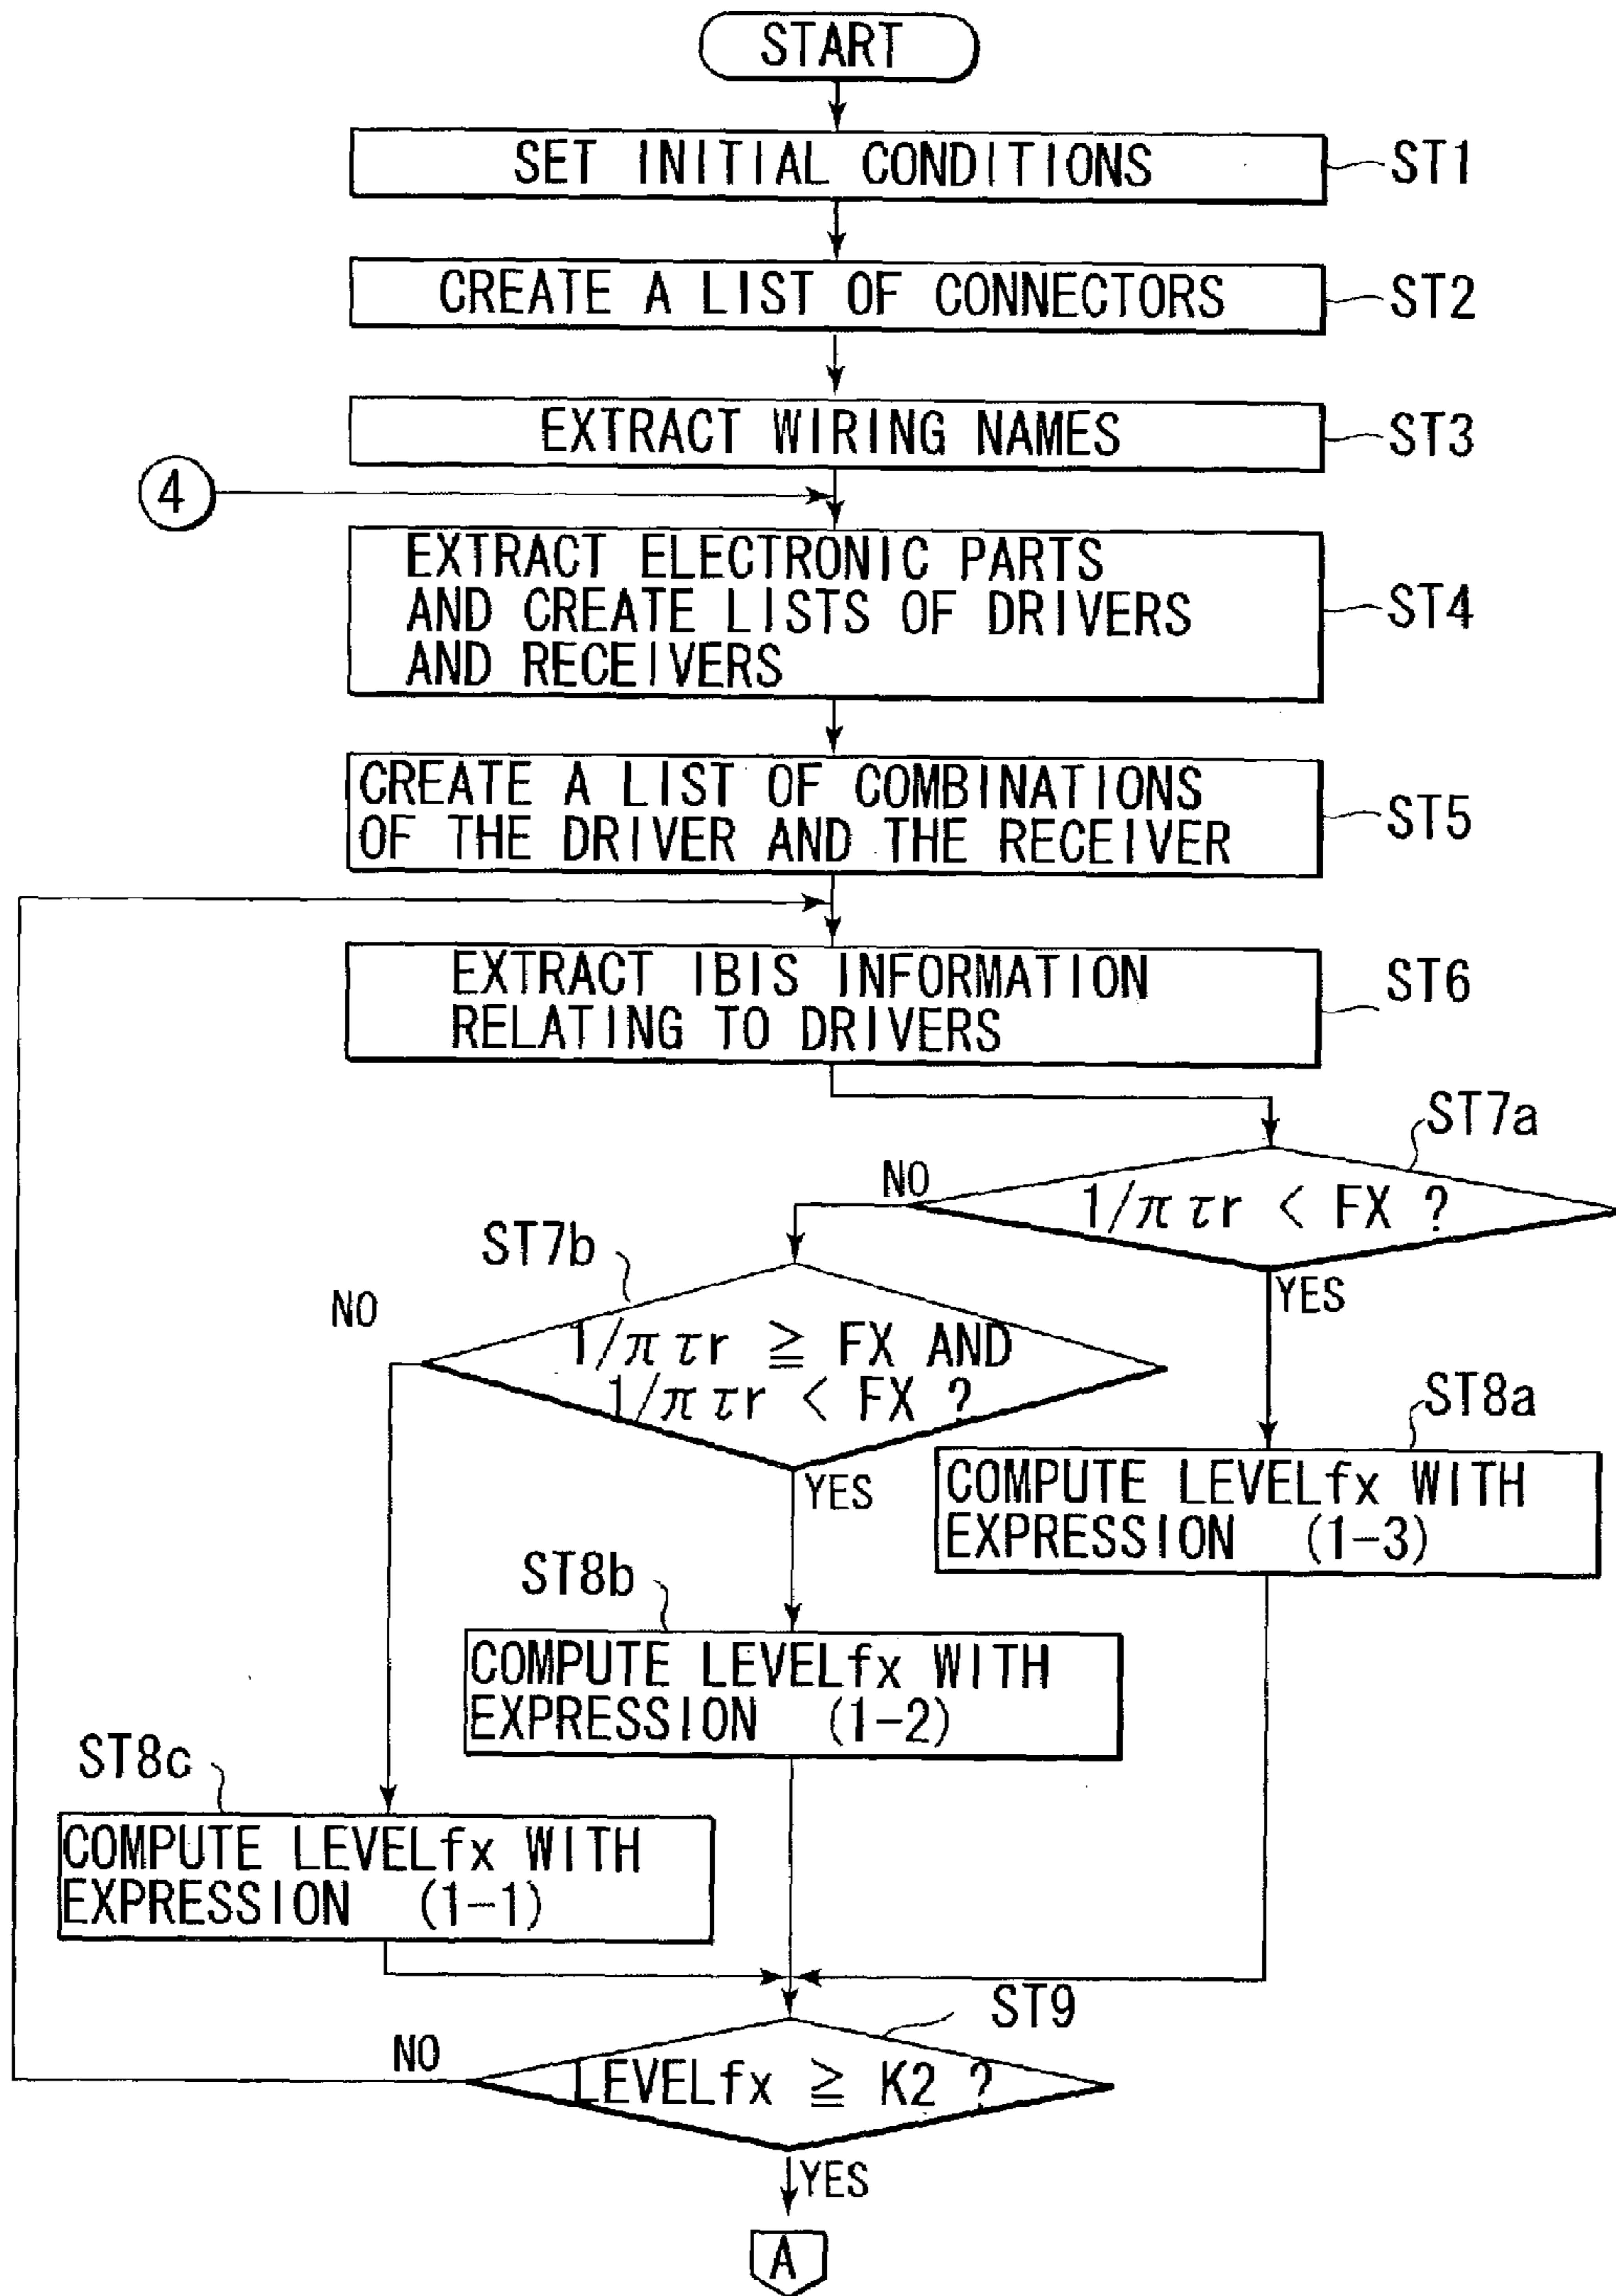 START
SET INITIAL CONDITIONS
ST1
CREATE A LIST OF CONNECTORS
ST2
EXTRACT WIRING NAMES
ST3
4
EXTRACT ELECTRONIC PARTS
AND CREATE LISTS OF DRIVERS
AND RECEIVERS
ST4
CREATE A LIST OF COMBINATIONS
OF THE DRIVER AND THE RECEIVER
ST5
EXTRACT IBIS INFORMATION
RELATING TO DRIVERS
ST6
ST7a
NO
1/π τr < FX ?
YES
ST7b
NO
1/π τr ≧ FX AND
1/π τr < FX ?
YES
ST8a
COMPUTE LEVELfx WITH
EXPRESSION (1-3)
ST8b
COMPUTE LEVELfx WITH
EXPRESSION (1-2)
ST8c
COMPUTE LEVELfx WITH
EXPRESSION (1-1)
ST9
NO
LEVELfx ≧ K2 ?
YES
A